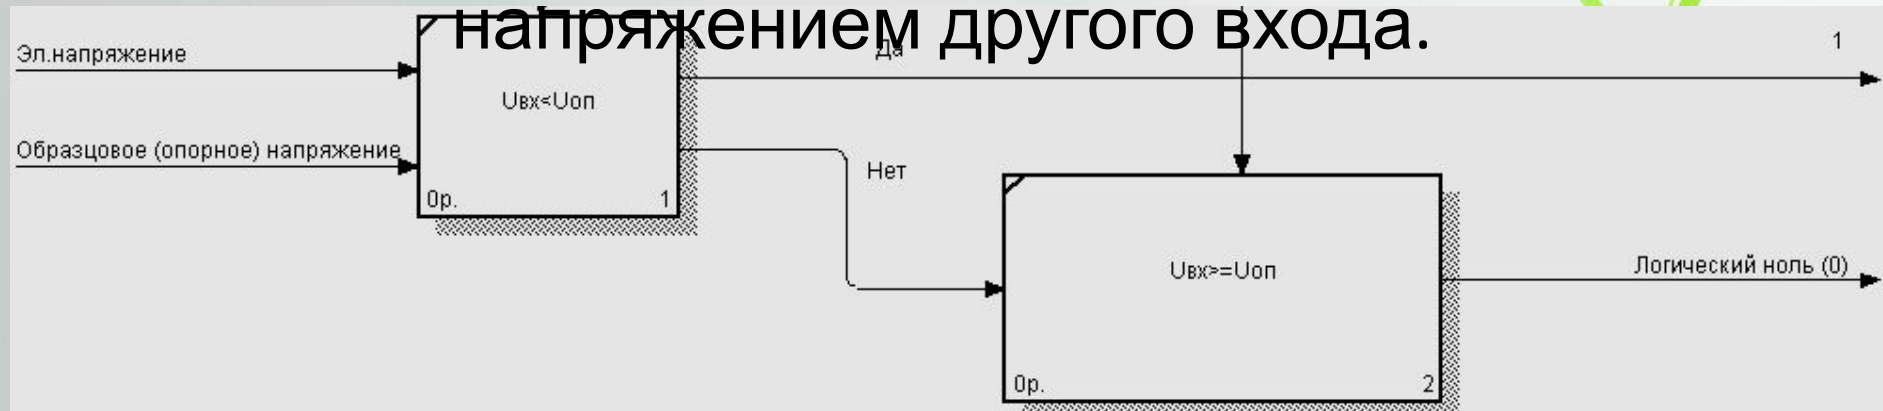 напряжением другого входа.
Эл.напряжение
Да
1
Uвх<Uоп
Образцовое (опорное) напряжение
Нет
0р.
1
Uвх>=Uоп
Логический ноль (0)
0р.
2